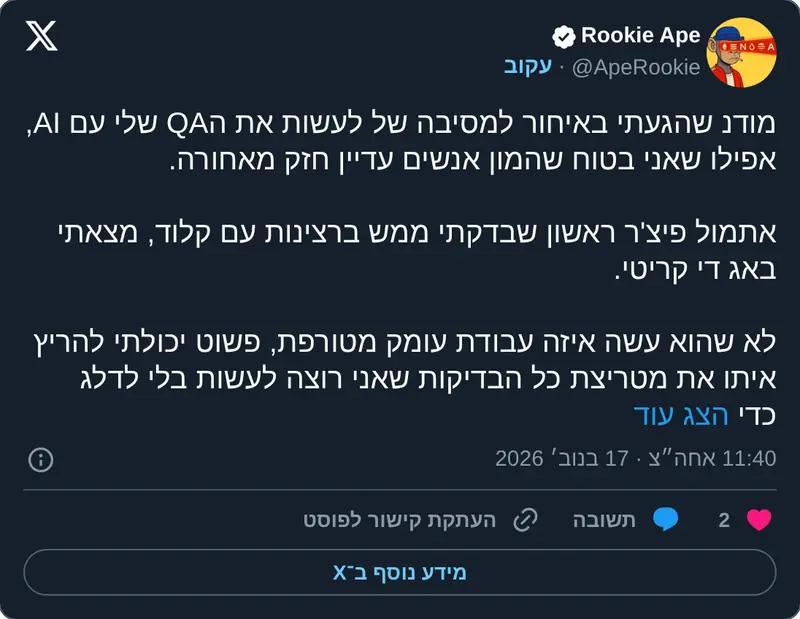 Rookie Ape
@ApeRookie · עקוב
מודנ שהגעתי באיחור למסיבה של לעשות את הQA שלי עם AI,
אפילו שאני בטוח שהמון אנשים עדיין חזק מאחורה.
אתמול פיצ'ר ראשון שבדקתי ממש ברצינות עם קלוד, מצאתי
באג די קריטי.
לא שהוא עשה איזה עבודת עומק מטורפת, פשוט יכולתי להריץ
איתו את מטריצת כל הבדיקות שאני רוצה לעשות בלי לדלג
כדי הצג עוד
11:40 אחה״צ · 17 בנוב׳ 2026
2 תשובה העתקת קישור לפוסט
מידע נוסף ב־X